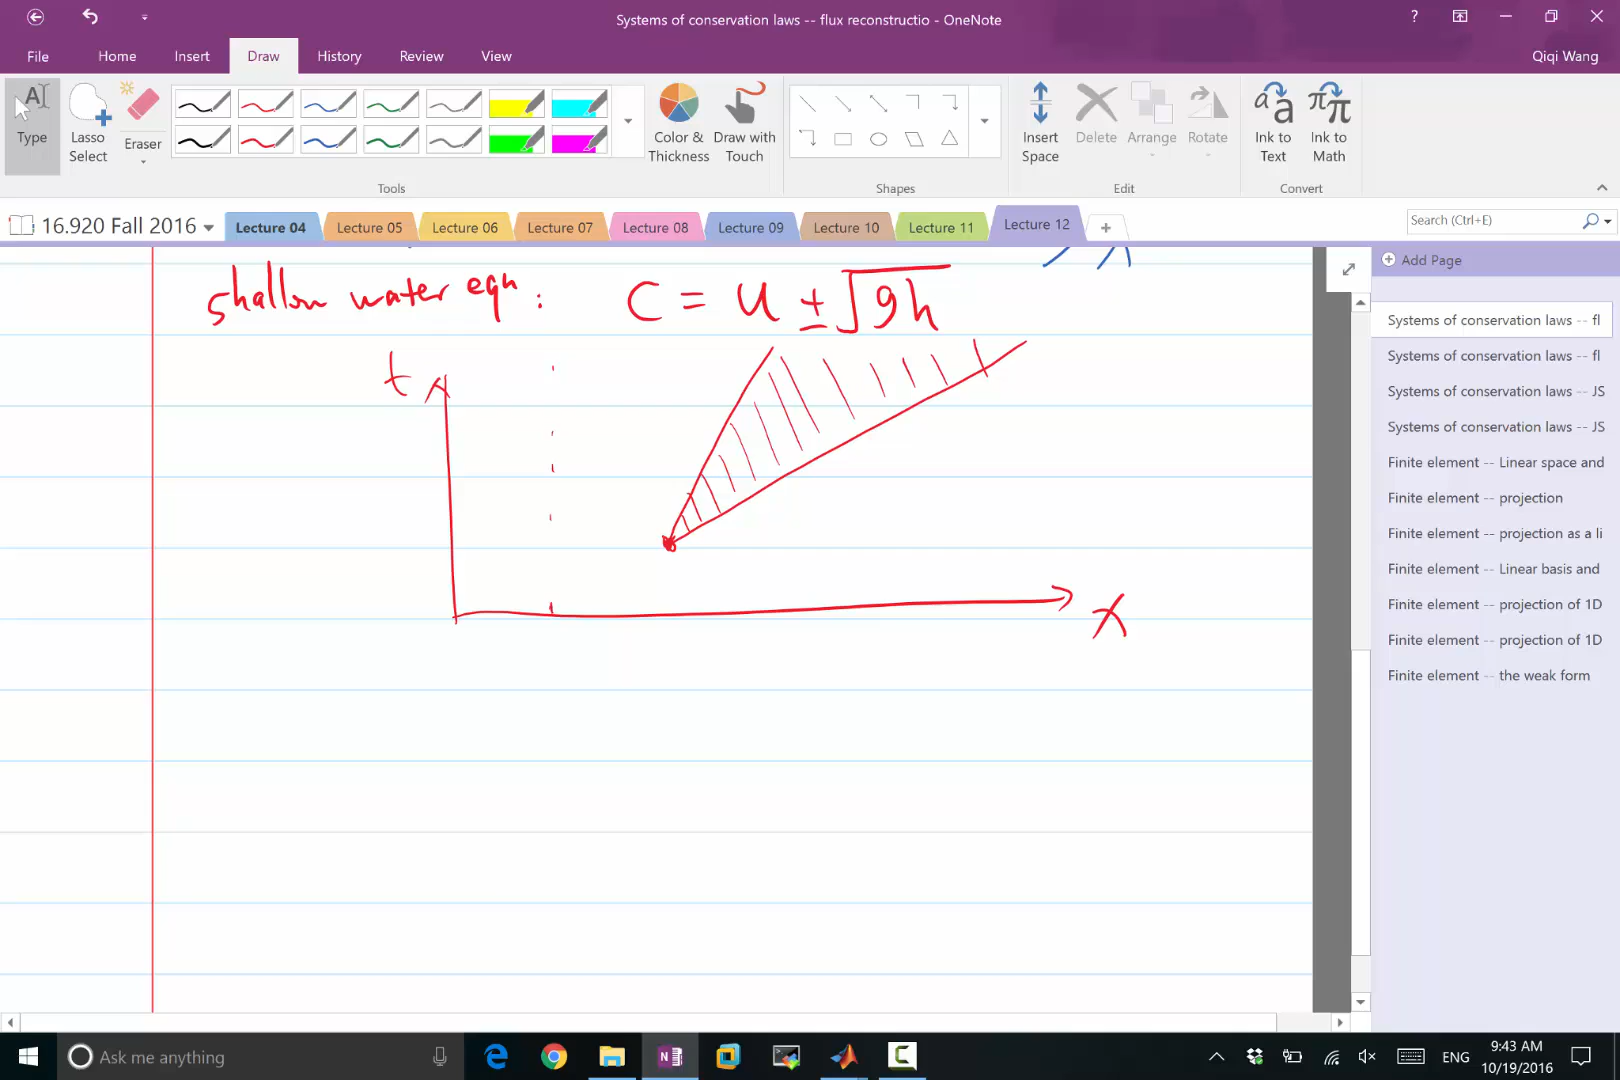 Systems of conservation laws -- flux reconstructio - OneNote
?
File
Home
Insert
Draw
History
Review
View
Qiqi Wang
Type
Lasso Select
Eraser
Color & Thickness
Draw with Touch
Insert Space
Delete
Arrange
Rotate
Ink to Text
Ink to Math
Tools
Shapes
Edit
Convert
16.920 Fall 2016
Lecture 04
Lecture 05
Lecture 06
Lecture 07
Lecture 08
Lecture 09
Lecture 10
Lecture 11
Lecture 12
+
Search (Ctrl+E)
Add Page
Systems of conservation laws -- fl
Systems of conservation laws -- fl
Systems of conservation laws -- JS
Systems of conservation laws -- JS
Finite element -- Linear space and
Finite element -- projection
Finite element -- projection as a li
Finite element -- Linear basis and
Finite element -- projection of 1D
Finite element -- projection of 1D
Finite element -- the weak form
shallow water eqn : C = u ± √gh
t
x
Ask me anything
ENG
9:43 AM
10/19/2016